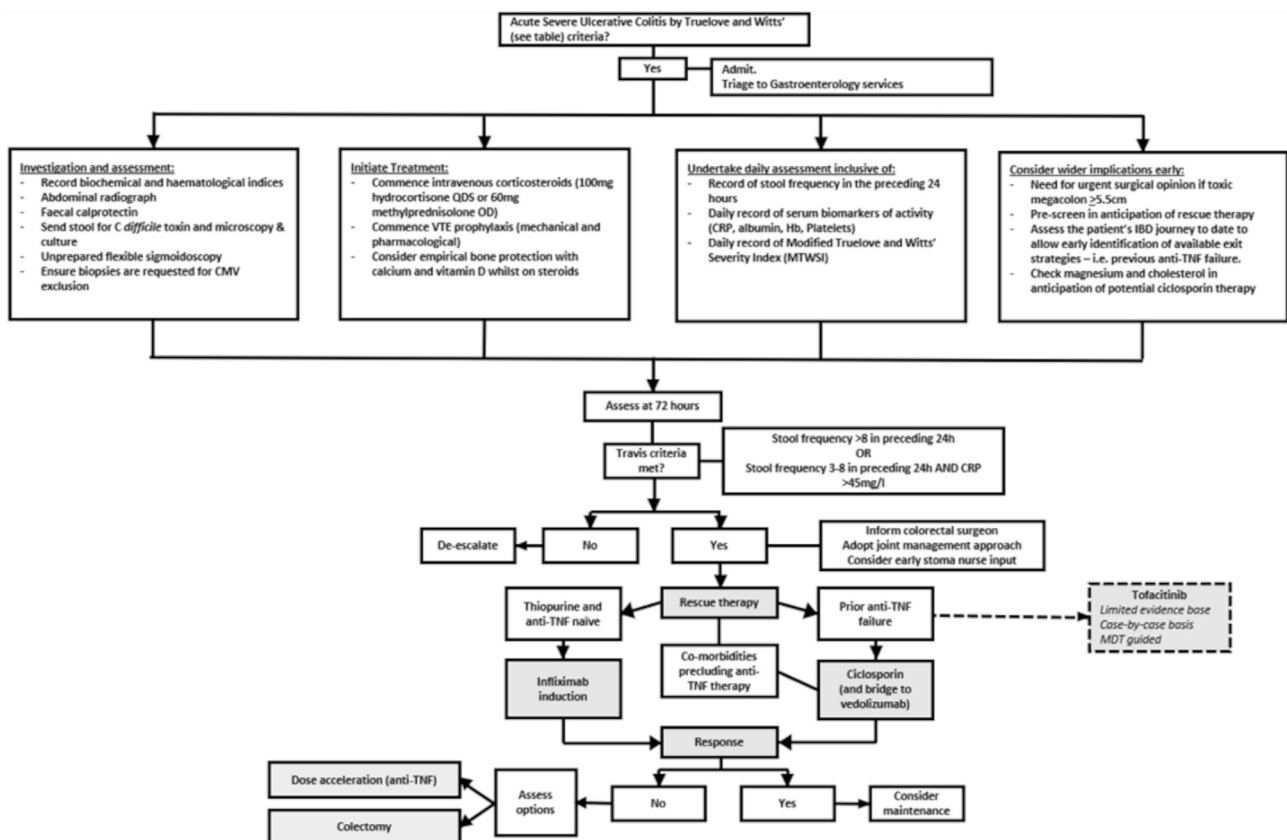 Acute Severe Ulcerative Colitis by Truelove and Witts'
(see table) criteria?
Yes
Admit.
Triage to Gastroenterology services
Investigation and assessment:
- Record biochemical and haematological indices
- Abdominal radiograph
- Faecal calprotectin
- Send stool for C difficile toxin and microscopy &
culture
- Unprepared flexible sigmoidoscopy
- Ensure biopsies are requested for CMV
exclusion
Initiate Treatment:
- Commence intravenous corticosteroids (100mg
hydrocortisone QDS or 60mg
methylprednisolone OD)
- Commence VTE prophylaxis (mechanical and
pharmacological)
- Consider empirical bone protection with
calcium and vitamin D whilst on steroids
Undertake daily assessment inclusive of:
- Record of stool frequency in the preceding 24
hours
- Daily record of serum biomarkers of activity
(CRP, albumin, Hb, Platelets)
- Daily record of Modified Truelove and Witts'
Severity Index (MTWSI)
Consider wider implications early:
- Need for urgent surgical opinion if toxic
megacolon ≥5.5cm
- Pre-screen in anticipation of rescue therapy
- Assess the patient's IBD journey to date to
allow early identification of available exit
strategies – i.e. previous anti-TNF failure.
- Check magnesium and cholesterol in
anticipation of potential ciclosporin therapy
Assess at 72 hours
Travis criteria
met?
Stool frequency >8 in preceding 24h
OR
Stool frequency 3-8 in preceding 24h AND CRP
>45mg/l
De-escalate
No
Yes
Inform colorectal surgeon
Adopt joint management approach
Consider early stoma nurse input
Thiopurine and
anti-TNF naïve
Rescue therapy
Prior anti-TNF
failure
Tofacitinib
Limited evidence base
Case-by-case basis
MDT guided
Infliximab
induction
Co-morbidities
precluding anti-
TNF therapy
Ciclosporin
(and bridge to
vedolizumab)
Response
Dose acceleration (anti-TNF)
Colectomy
Assess
options
No
Yes
Consider
maintenance